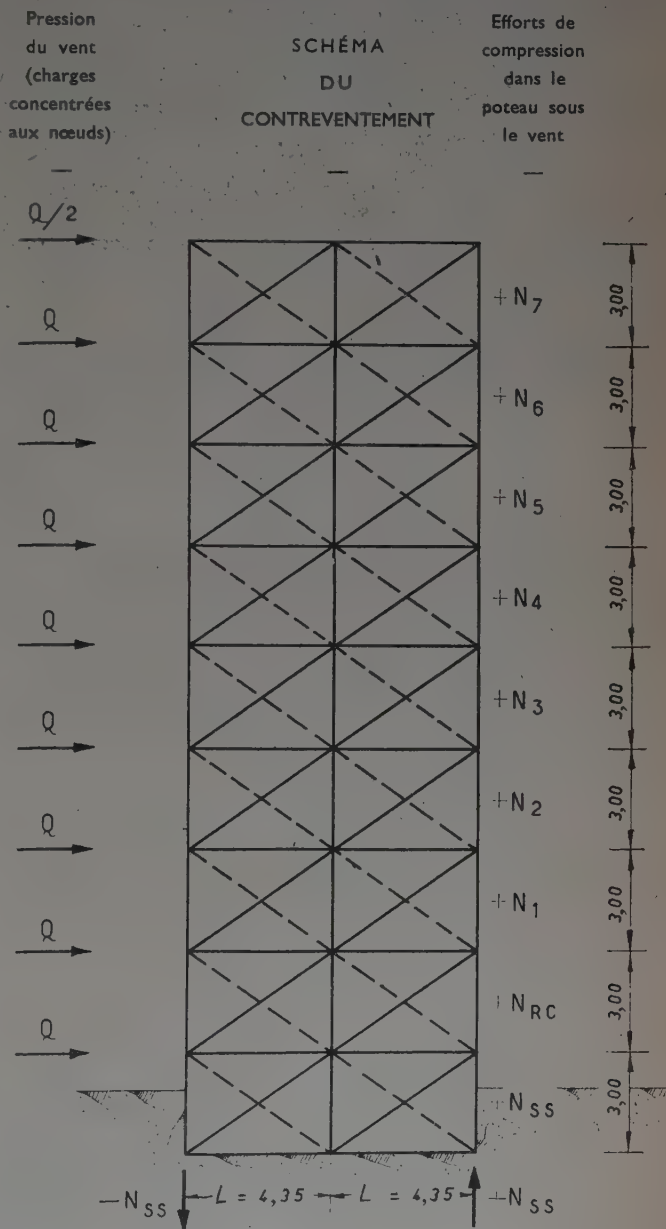 Pression
du vent
(charges
concentrées
aux nœuds)
—
SCHÉMA
DU
CONTREVENTEMENT
—
Efforts de
compression
dans le
poteau sous
le vent
—
Q/2
Q
Q
Q
Q
Q
Q
Q
Q
+N7
+N6
+N5
+N4
+N3
+N2
+N1
+NRC
+NSS
3,00
3,00
3,00
3,00
3,00
3,00
3,00
3,00
3,00
—NSS
L = 4,35
L = 4,35
+NSS